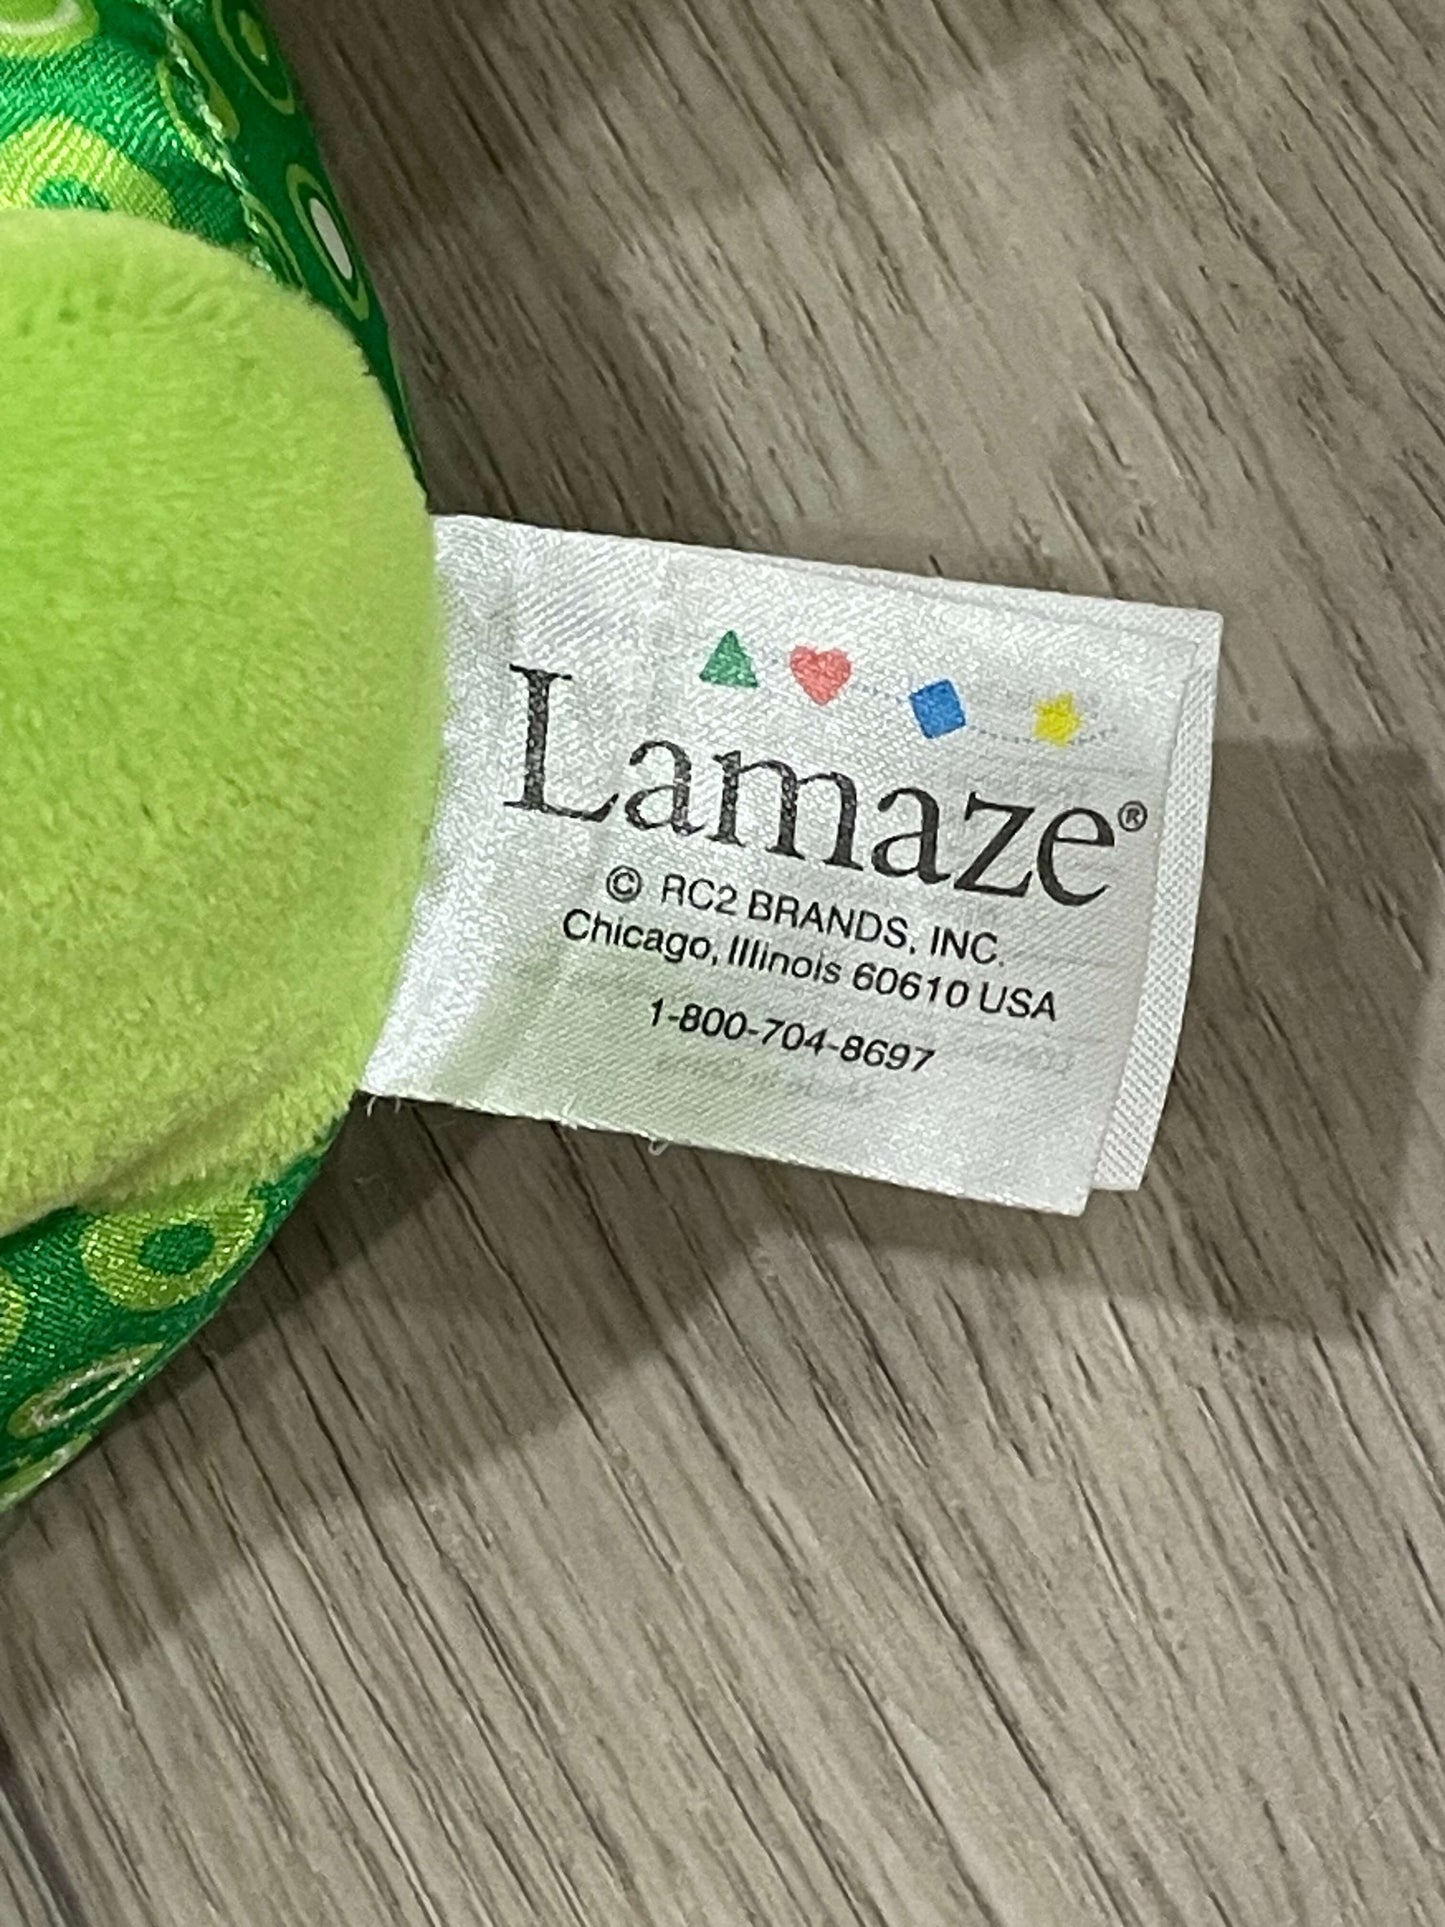 Lamaze®
© RC2 BRANDS, INC.
Chicago, Illinois 60610 USA
1-800-704-8697